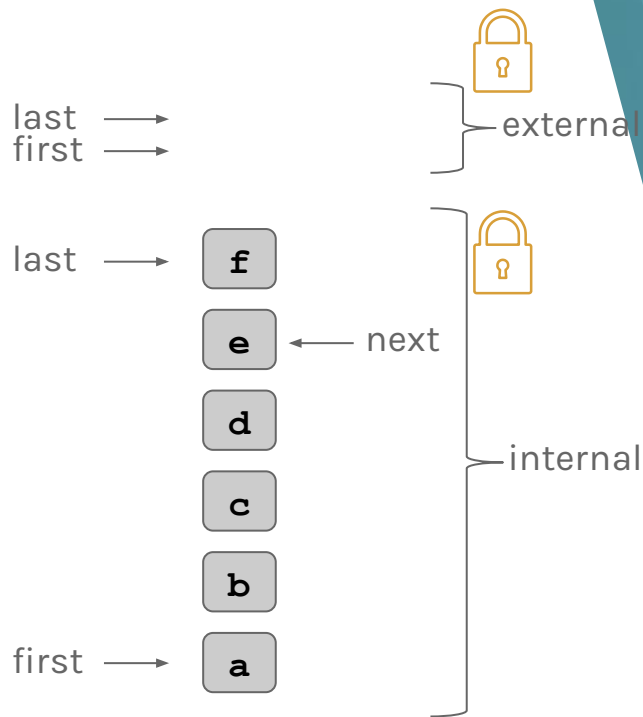 last
first
external
last
f
e
next
d
c
internal
b
first
a